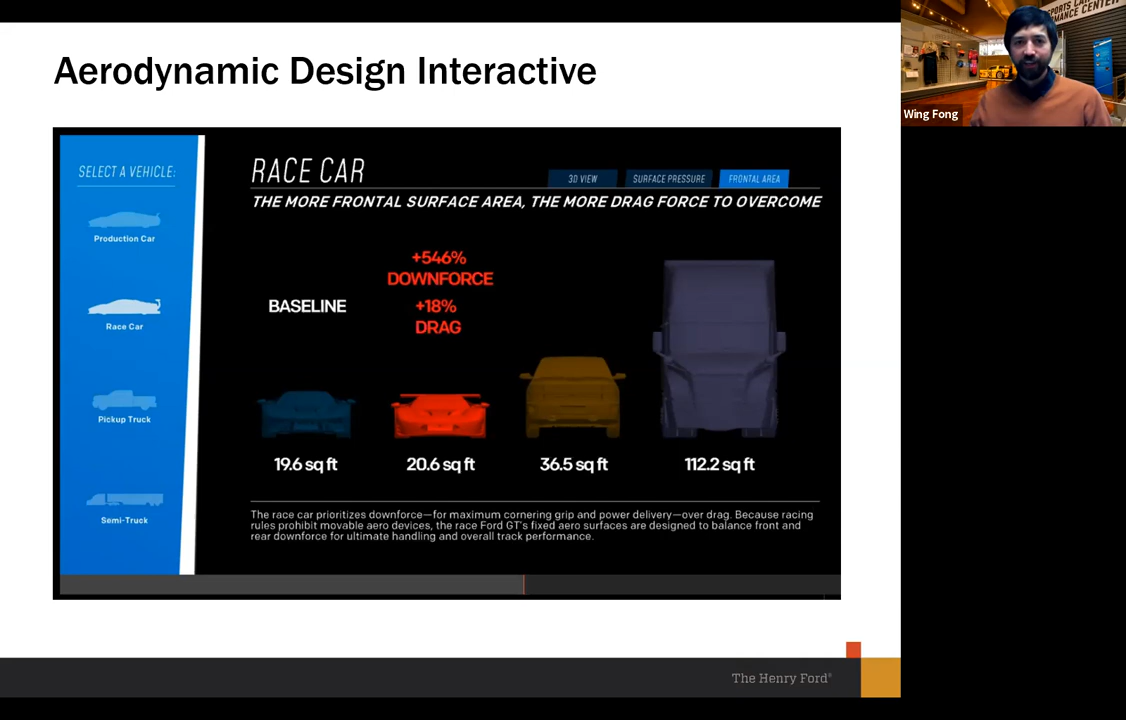 Aerodynamic Design Interactive
SPORTS CAR
PERFORMANCE CENTER
Wing Fong
SELECT A VEHICLE:
Production Car
Race Car
Pickup Truck
Semi-Truck
RACE CAR
3D VIEW
SURFACE PRESSURE
FRONTAL AREA
THE MORE FRONTAL SURFACE AREA, THE MORE DRAG FORCE TO OVERCOME
BASELINE
+546%
DOWNFORCE
+18%
DRAG
19.6 sq ft
20.6 sq ft
36.5 sq ft
112.2 sq ft
The race car prioritizes downforce—for maximum cornering grip and power delivery—over drag. Because racing
rules prohibit movable aero devices, the race Ford GT's fixed aero surfaces are designed to balance front and
rear downforce for ultimate handling and overall track performance.
The Henry Ford®